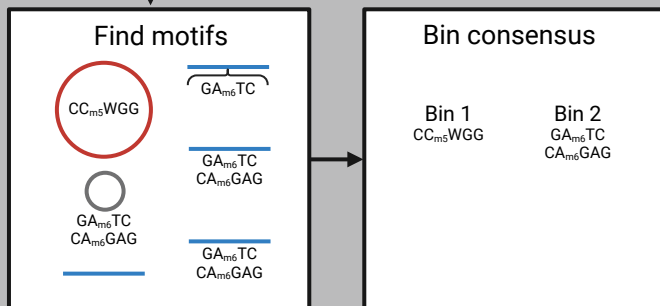 Find motifs
CCm5WGG
GAm6TC
GAm6TC
CAm6GAG
GAm6TC
CAm6GAG
GAm6TC
CAm6GAG
Bin consensus
Bin 1
CCm5WGG
Bin 2
GAm6TC
CAm6GAG